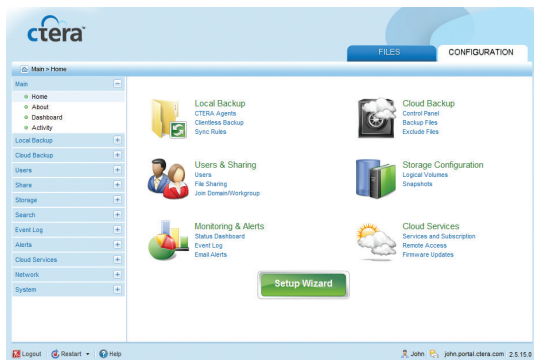 ctera™
FILES
CONFIGURATION
Main > Home
Main
Home
About
Dashboard
Activity
Local Backup
Cloud Backup
Users
Share
Storage
Search
Event Log
Alerts
Cloud Services
Network
System
Local Backup
CTERA Agents
Clientless Backup
Sync Rules
Cloud Backup
Control Panel
Backup Files
Exclude Files
Users & Sharing
Users
File Sharing
Join Domain/Workgroup
Storage Configuration
Logical Volumes
Snapshots
Monitoring & Alerts
Status Dashboard
Event Log
Email Alerts
Cloud Services
Services and Subscription
Remote Access
Firmware Updates
Setup Wizard
Logout Restart Help
John john.portal.ctera.com 2.5.15.0